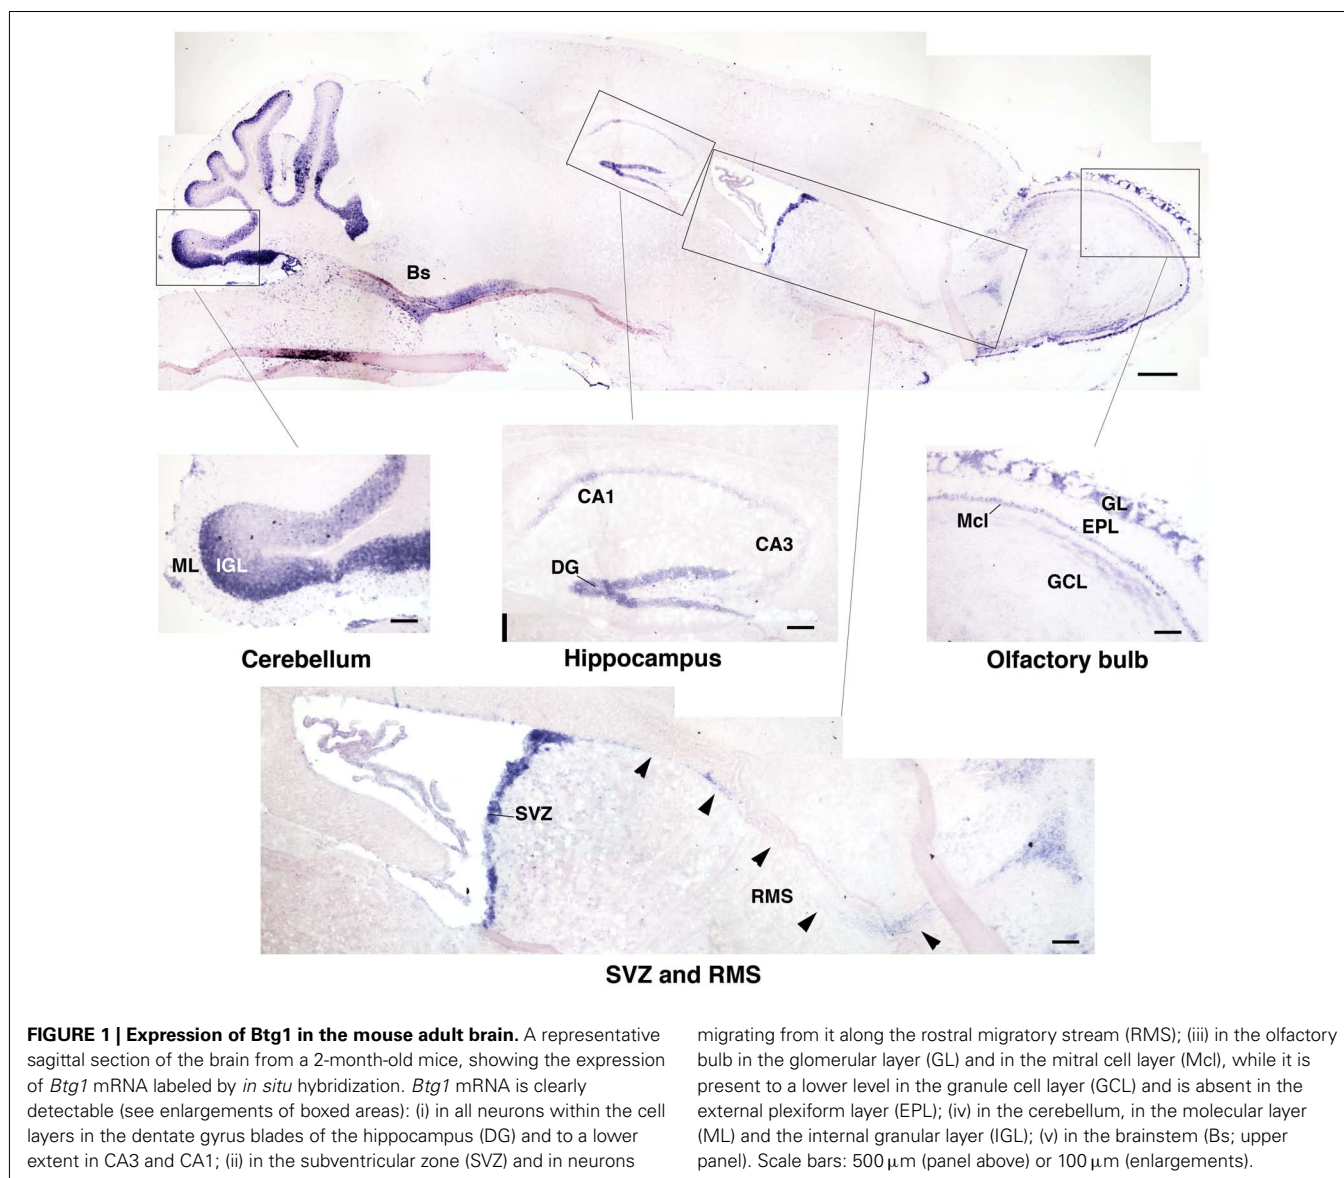 Bs
CA1
CA3
DG
ML
IGL
GL
Mcl
EPL
GCL
Cerebellum
Hippocampus
Olfactory bulb
SVZ
RMS
SVZ and RMS
FIGURE 1 | Expression of Btg1 in the mouse adult brain. A representative
sagittal section of the brain from a 2-month-old mice, showing the expression
of Btg1 mRNA labeled by in situ hybridization. Btg1 mRNA is clearly
detectable (see enlargements of boxed areas): (i) in all neurons within the cell
layers in the dentate gyrus blades of the hippocampus (DG) and to a lower
extent in CA3 and CA1; (ii) in the subventricular zone (SVZ) and in neurons
migrating from it along the rostral migratory stream (RMS); (iii) in the olfactory
bulb in the glomerular layer (GL) and in the mitral cell layer (Mcl), while it is
present to a lower level in the granule cell layer (GCL) and is absent in the
external plexiform layer (EPL); (iv) in the cerebellum, in the molecular layer
(ML) and the internal granular layer (IGL); (v) in the brainstem (Bs; upper
panel). Scale bars: 500 μm (panel above) or 100 μm (enlargements).